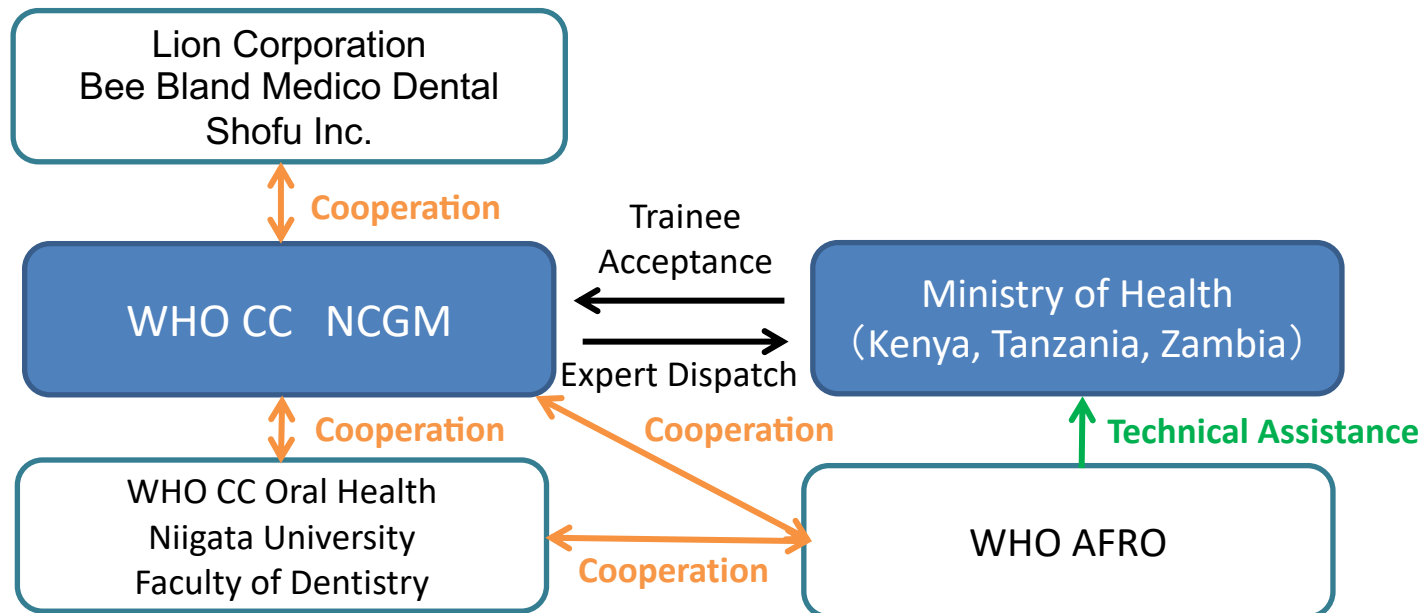 Lion Corporation
Bee Bland Medico Dental
Shofu Inc.
Cooperation
Trainee
Acceptance
WHO CC   NCGM
Ministry of Health
（Kenya, Tanzania, Zambia）
Expert Dispatch
Cooperation
Cooperation
Technical Assistance
WHO CC Oral Health
Niigata University
Faculty of Dentistry
Cooperation
WHO AFRO